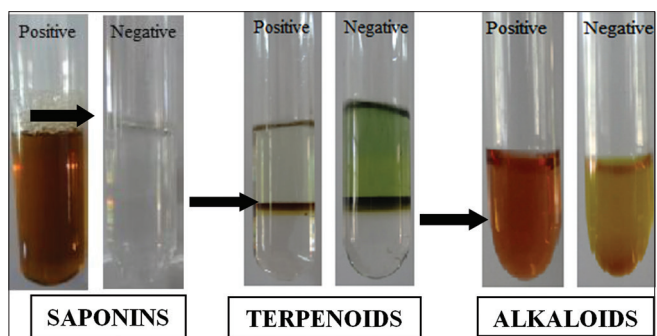 Positive Negative
Positive Negative
Positive Negative
SAPONINS
TERPENOIDS
ALKALOIDS